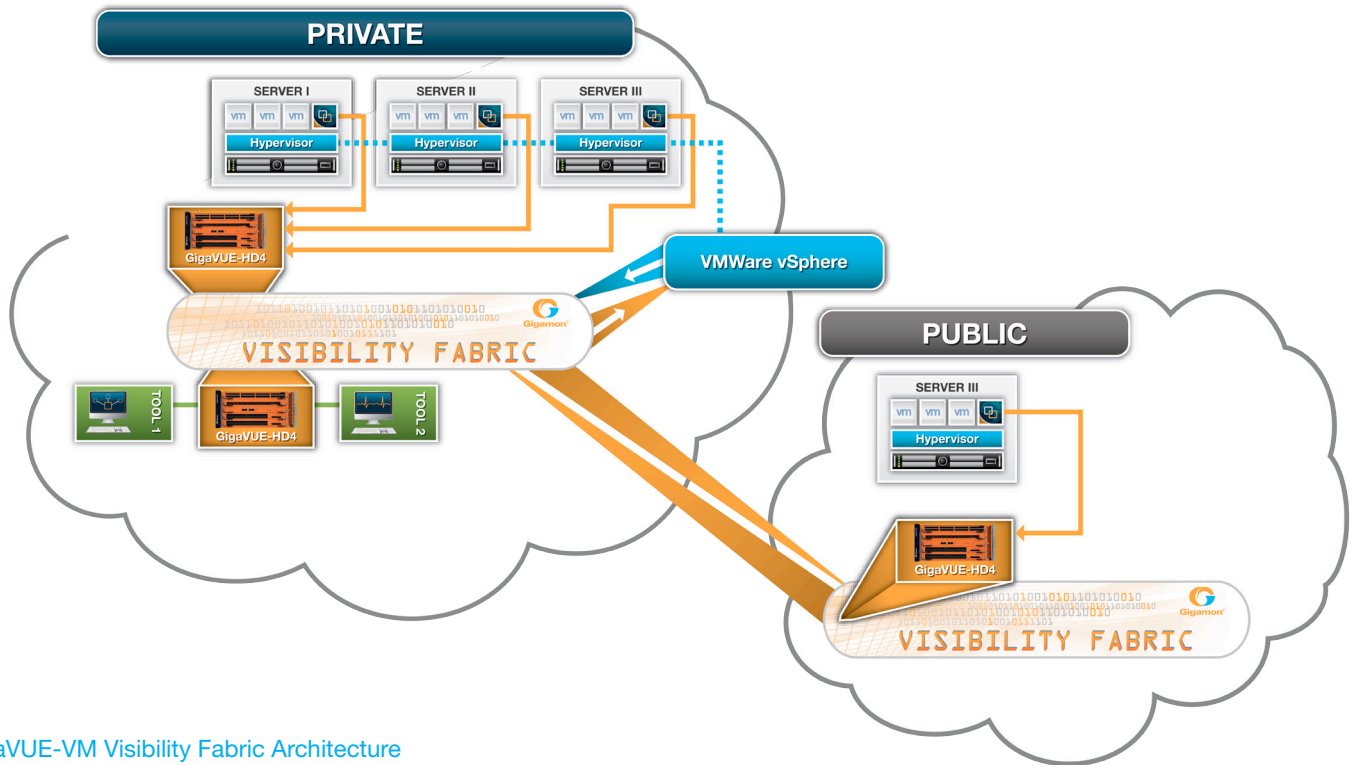 PRIVATE
SERVER I
SERVER II
SERVER III
vm vm vm
vm vm vm
vm vm vm
Hypervisor
Hypervisor
Hypervisor
GigaVUE-HD4
VMWare vSphere
Gigamon
VISIBILITY FABRIC
TOOL 1
GigaVUE-HD4
TOOL 2
PUBLIC
SERVER III
vm vm vm
Hypervisor
GigaVUE-HD4
Gigamon
VISIBILITY FABRIC
aVUE-VM Visibility Fabric Architecture